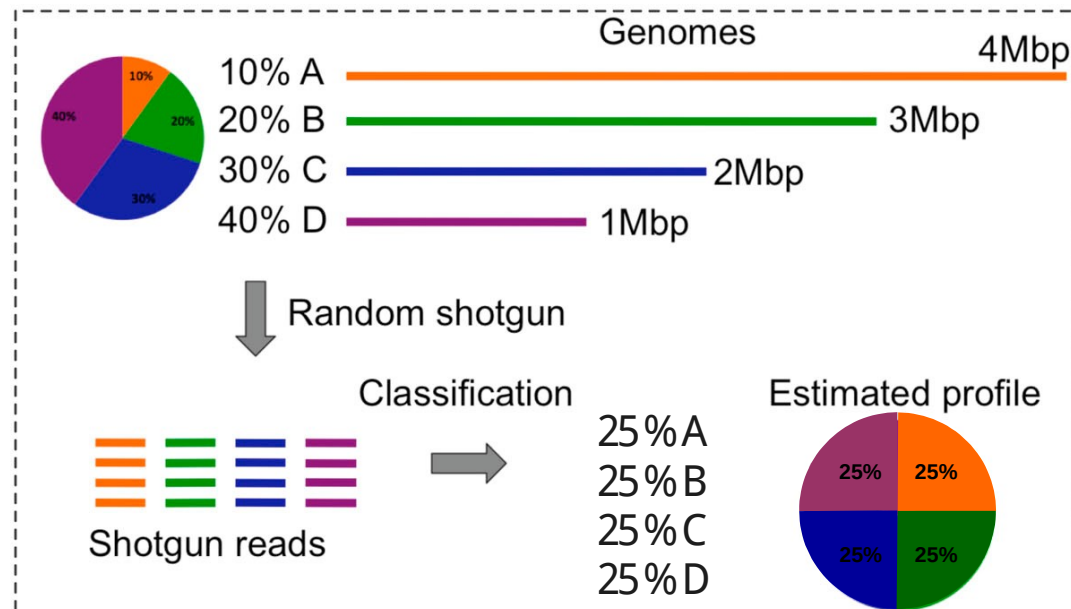 Genomes
10% A
4Mbp
20% B
3Mbp
30% C
2Mbp
40% D
1Mbp
10%
20%
30%
40%
Random shotgun
Classification
Estimated profile
Shotgun reads
25%A
25%B
25%C
25%D
25%
25%
25%
25%